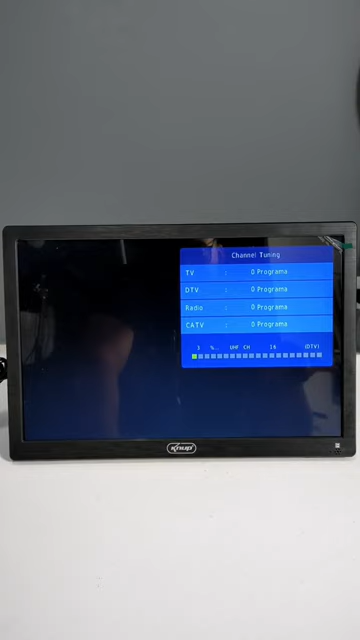 Channel Tuning
TV : 0 Programa
DTV : 0 Programa
Radio : 0 Programa
CATV : 0 Programa
3 %... UHF CH 16 (DTV)
Knup